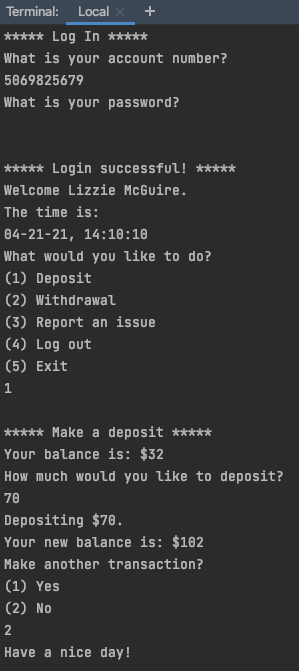 Terminal: Local × +
***** Log In *****
What is your account number?
5069825679
What is your password?
***** Login successful! *****
Welcome Lizzie McGuire.
The time is:
04-21-21, 14:10:10
What would you like to do?
(1) Deposit
(2) Withdrawal
(3) Report an issue
(4) Log out
(5) Exit
1
***** Make a deposit *****
Your balance is: $32
How much would you like to deposit?
70
Depositing $70.
Your new balance is: $102
Make another transaction?
(1) Yes
(2) No
2
Have a nice day!